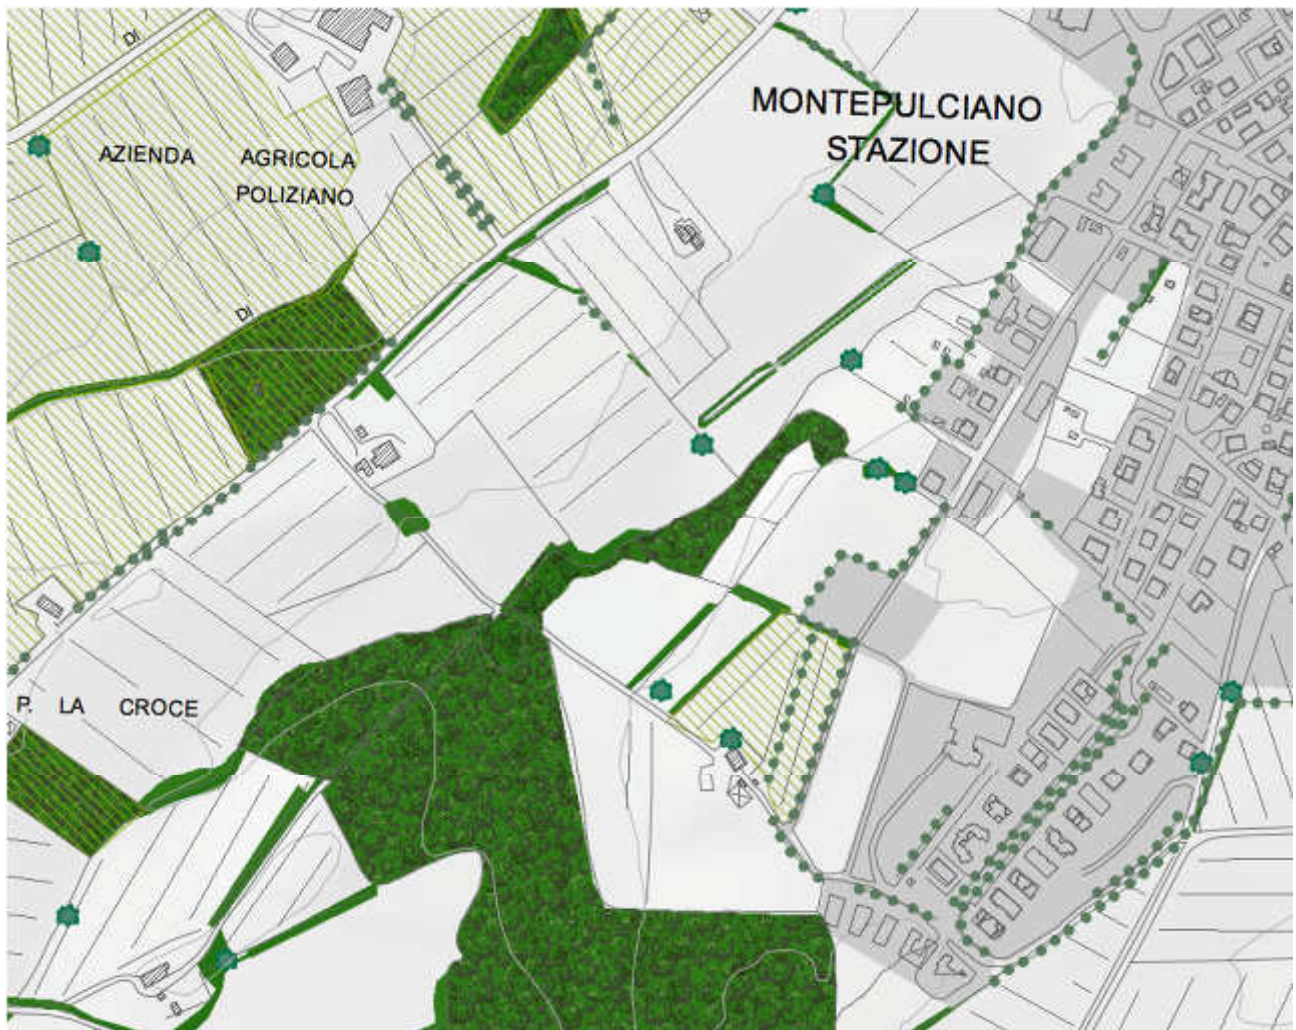 DI
MONTEPULCIANO
STAZIONE
AZIENDA AGRICOLA
POLIZIANO
DI
P. LA CROCE